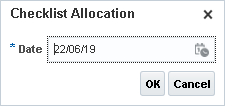 Checklist Allocation
* Date 22/06/19
OK Cancel